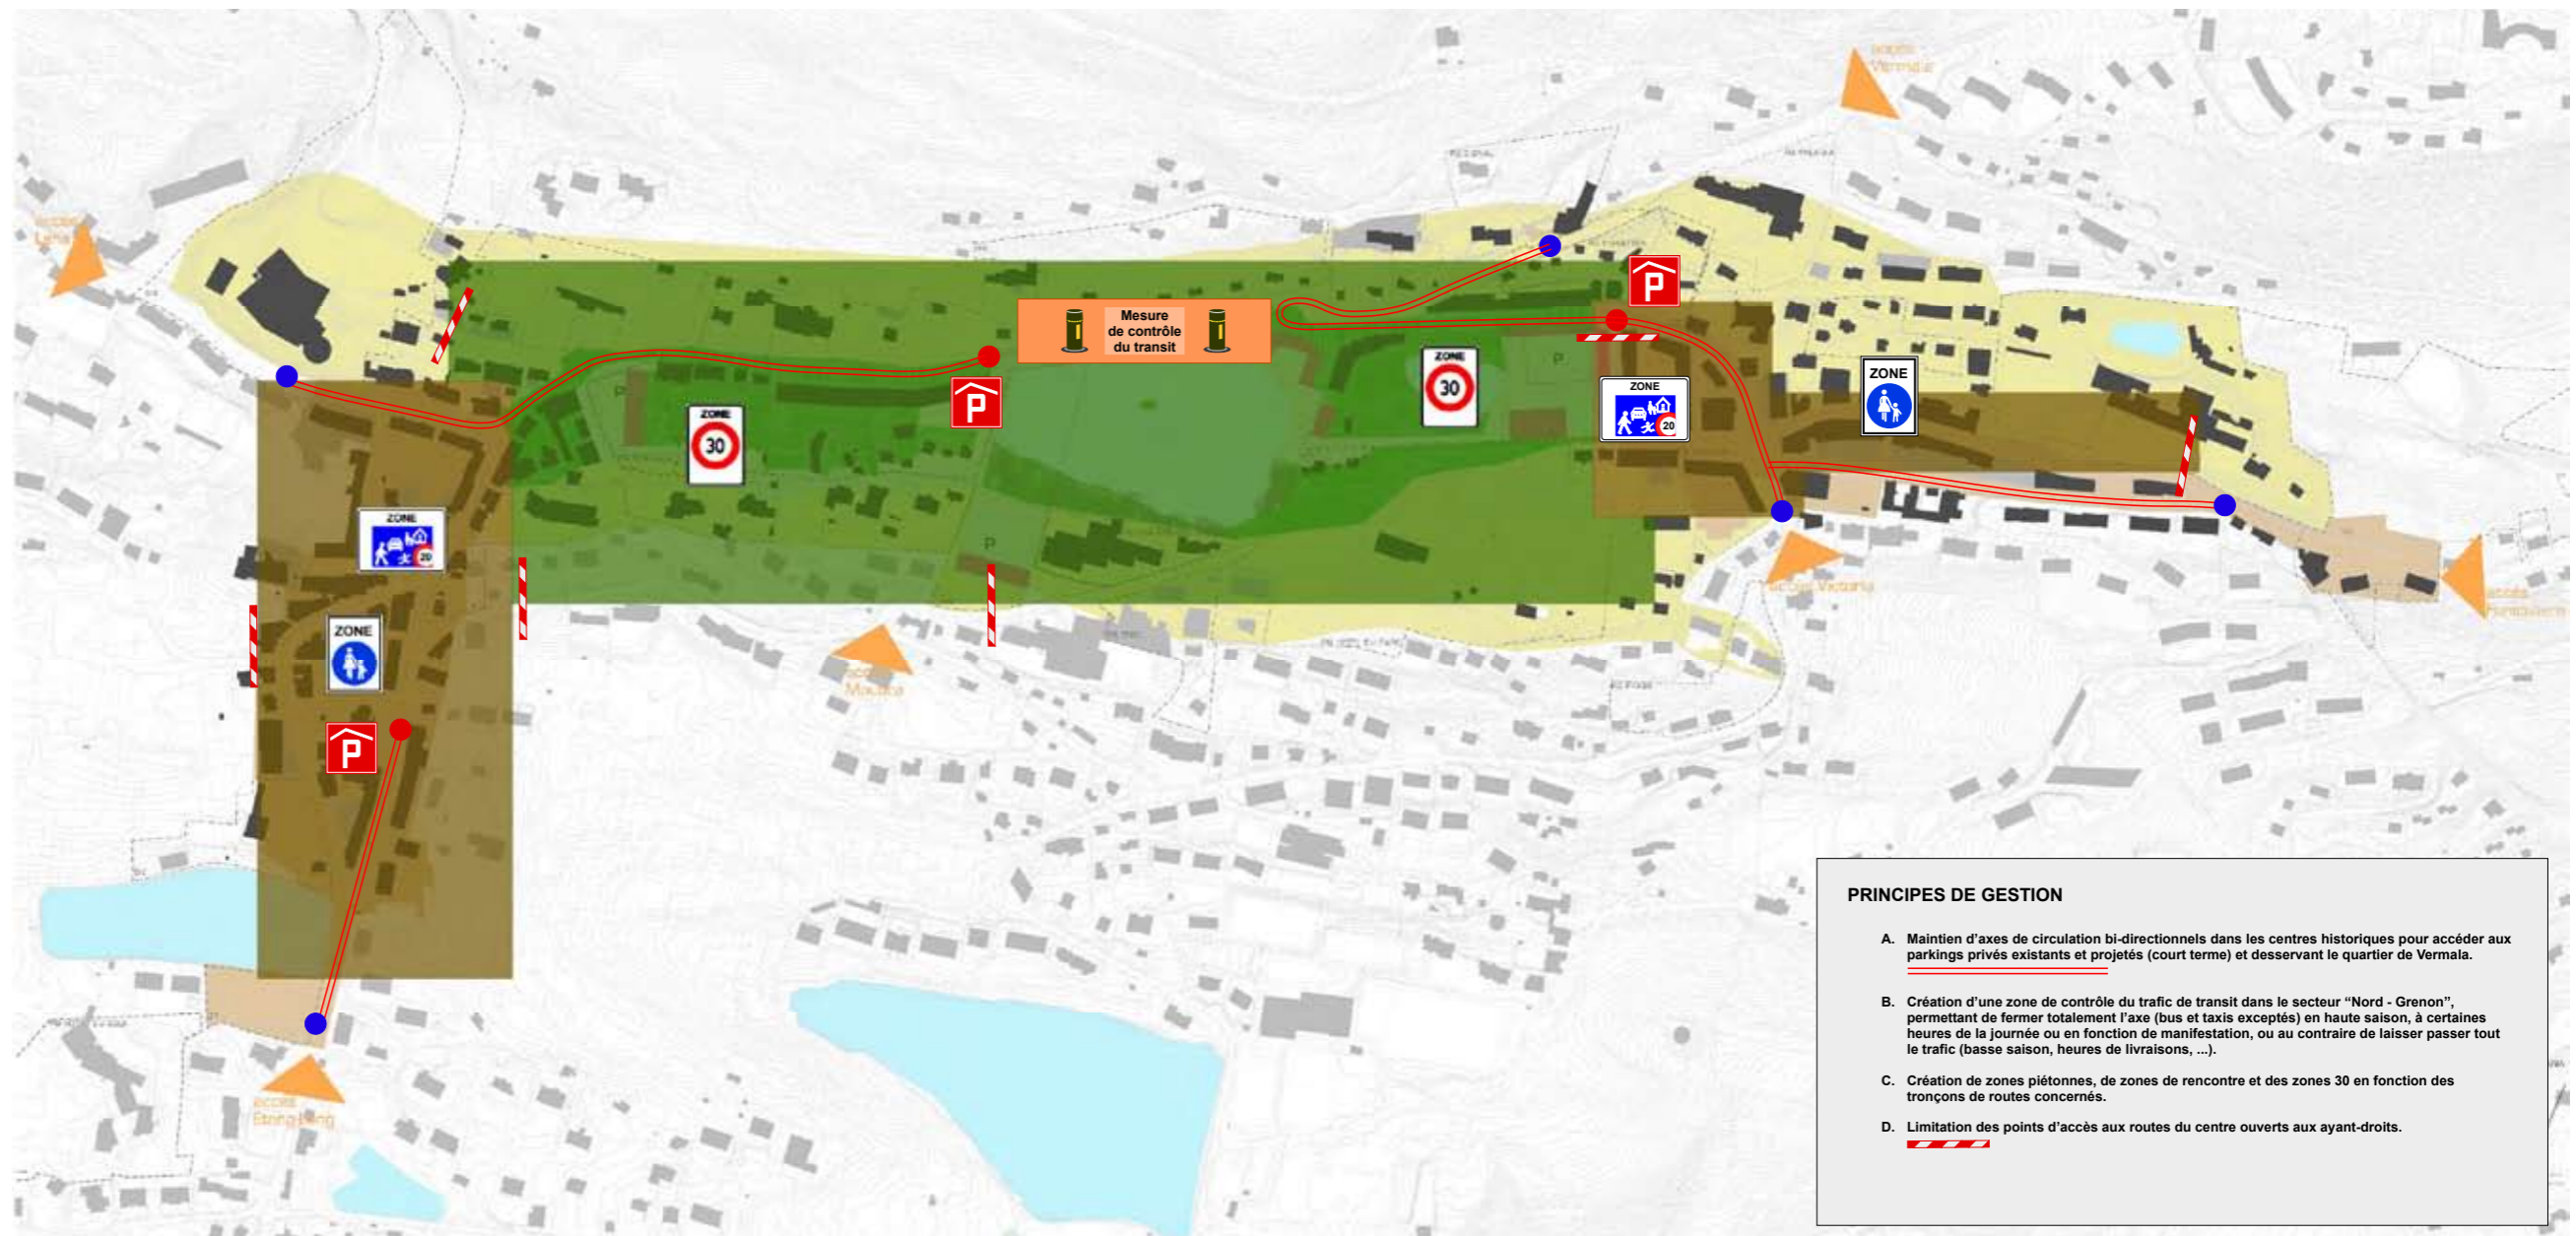 accès
Vermala
Mesure
de contrôle
du transit
P
P
ZONE
30
ZONE
30
ZONE
20
ZONE
ZONE
20
ZONE
P
P
P
P
accès Victoria
accès
accès
PRINCIPES DE GESTION
A. Maintien d’axes de circulation bi-directionnels dans les centres historiques pour accéder aux
parkings privés existants et projetés (court terme) et desservant le quartier de Vermala.
B. Création d’une zone de contrôle du trafic de transit dans le secteur “Nord - Grenon”,
permettant de fermer totalement l’axe (bus et taxis exceptés) en haute saison, à certaines
heures de la journée ou en fonction de manifestation, ou au contraire de laisser passer tout
le trafic (basse saison, heures de livraisons, ...).
C. Création de zones piétonnes, de zones de rencontre et des zones 30 en fonction des
tronçons de routes concernés.
D. Limitation des points d’accès aux routes du centre ouverts aux ayant-droits.